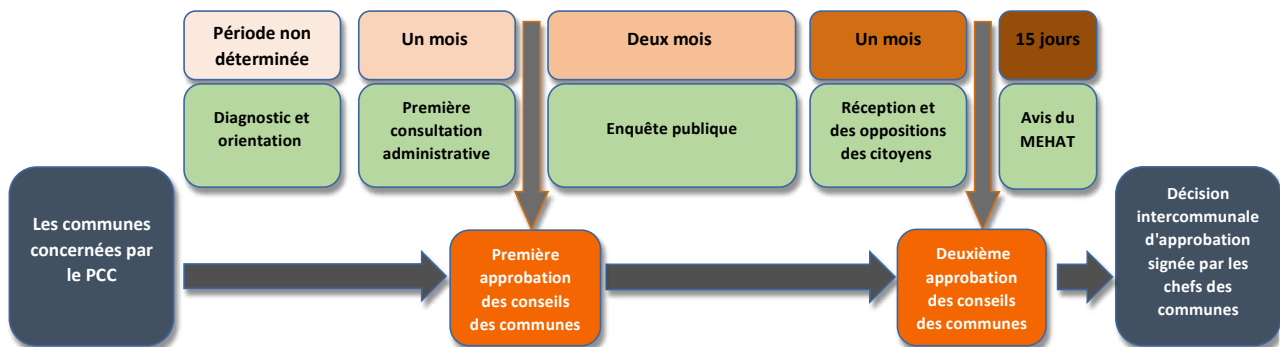 Période non
déterminée
Un mois
Deux mois
Un mois
15 jours
Diagnostic et
orientation
Première
consultation
administrative
Enquête publique
Réception et
des oppositions
des citoyens
Avis du
MEHAT
Les communes
concernées par
le PCC
Première
approbation
des conseils
des communes
Deuxième
approbation
des conseils
des communes
Décision
intercommunale
d'approbation
signée par les
chefs des
communes